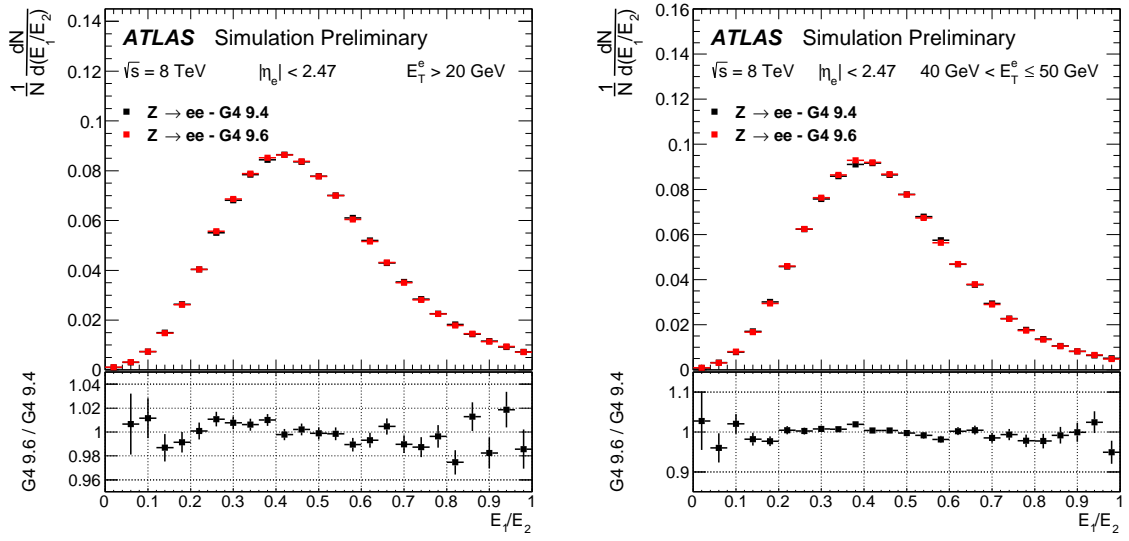 ATLAS Simulation Preliminary
√s = 8 TeV |η_e| < 2.47 E_T^e > 20 GeV
Z → ee - G4 9.4
Z → ee - G4 9.6
1/N dN/d(E_1/E_2)
0.14
0.12
0.1
0.08
0.06
0.04
0.02
0
G4 9.6 / G4 9.4
1.04
1.02
1
0.98
0.96
0 0.1 0.2 0.3 0.4 0.5 0.6 0.7 0.8 0.9 1
E_1/E_2
ATLAS Simulation Preliminary
√s = 8 TeV |η_e| < 2.47 40 GeV < E_T^e ≤ 50 GeV
Z → ee - G4 9.4
Z → ee - G4 9.6
1/N dN/d(E_1/E_2)
0.16
0.14
0.12
0.1
0.08
0.06
0.04
0.02
0
G4 9.6 / G4 9.4
1.1
1
0.9
0 0.1 0.2 0.3 0.4 0.5 0.6 0.7 0.8 0.9 1
E_1/E_2